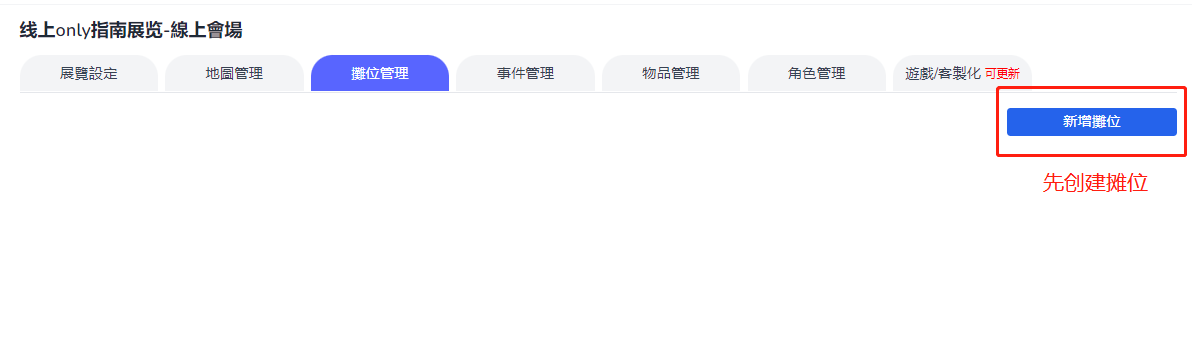 线上only指南展览-線上會場
展覽設定 地圖管理 攤位管理 事件管理 物品管理 角色管理 遊戲/客製化 可更新
新增攤位
先创建摊位